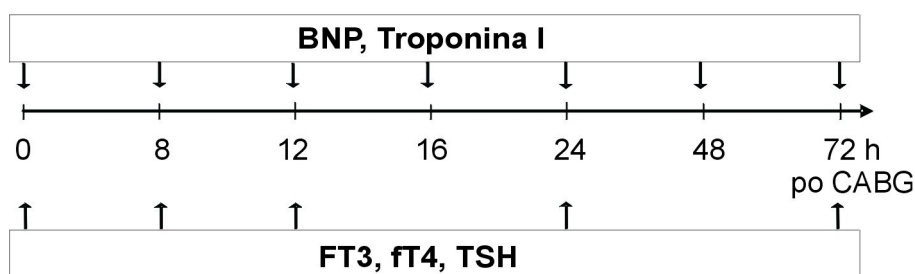 BNP, Troponina I
0 8 12 16 24 48 72 h
po CABG
FT3, fT4, TSH